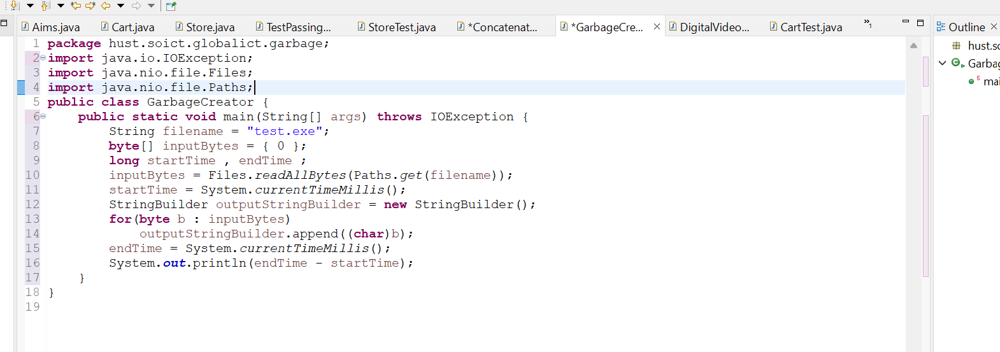 Aims.java Cart.java Store.java TestPassing... StoreTest.java *Concatenat... *GarbageCre... DigitalVideo... CartTest.java »1 Outline
1 package hust.soict.globalict.garbage;
2 import java.io.IOException;
3 import java.nio.file.Files;
4 import java.nio.file.Paths;
5 public class GarbageCreator {
6 public static void main(String[] args) throws IOException {
7 String filename = "test.exe";
8 byte[] inputBytes = { 0 };
9 long startTime , endTime ;
10 inputBytes = Files.readAllBytes(Paths.get(filename));
11 startTime = System.currentTimeMillis();
12 StringBuilder outputStringBuilder = new StringBuilder();
13 for(byte b : inputBytes)
14 outputStringBuilder.append((char)b);
15 endTime = System.currentTimeMillis();
16 System.out.println(endTime - startTime);
17 }
18 }
19
hust.so
Garbag
S mai